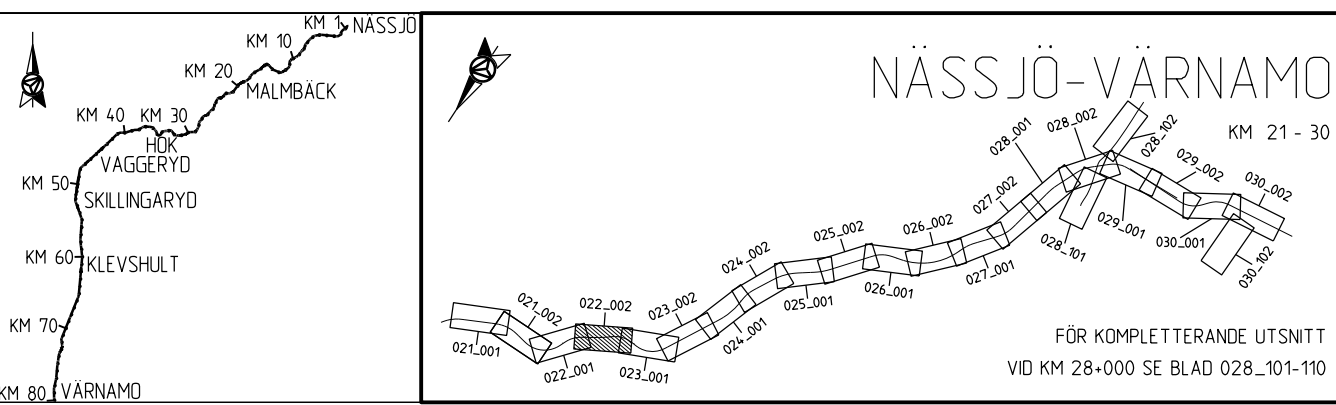 KM 1
NÄSSJÖ
KM 10
KM 20
MALMBÄCK
KM 40
KM 30
HOK
VAGGERYD
KM 50
SKILLINGARYD
KM 60
KLEVSHULT
KM 70
KM 80
VÄRNAMO
NÄSSJÖ-VÄRNAMO
KM 21 - 30
021_001
021_002
022_001
022_002
023_001
023_002
024_001
024_002
025_001
025_002
026_001
026_002
027_001
027_002
028_001
028_002
028_101
028_102
029_001
029_002
030_001
030_002
030_102
FÖR KOMPLETTERANDE UTSNITT
VID KM 28+000 SE BLAD 028_101-110